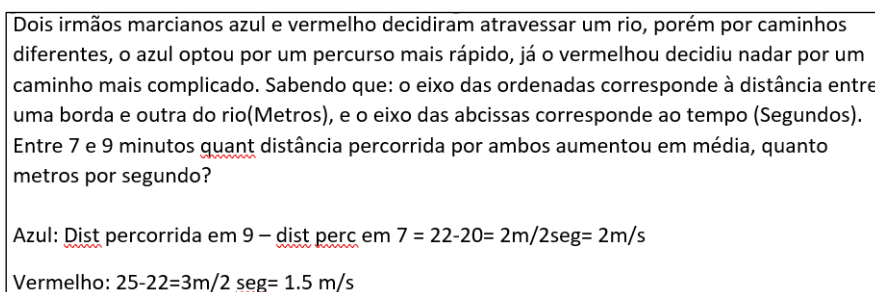 Dois irmãos marcianos azul e vermelho decidiram atravessar um rio, porém por caminhos
diferentes, o azul optou por um percurso mais rápido, já o vermelhou decidiu nadar por um
caminho mais complicado. Sabendo que: o eixo das ordenadas corresponde à distância entre
uma borda e outra do rio(Metros), e o eixo das abcissas corresponde ao tempo (Segundos).
Entre 7 e 9 minutos quant distância percorrida por ambos aumentou em média, quanto
metros por segundo?
Azul: Dist percorrida em 9 – dist perc em 7 = 22-20= 2m/2seg= 2m/s
Vermelho: 25-22=3m/2 seg= 1.5 m/s